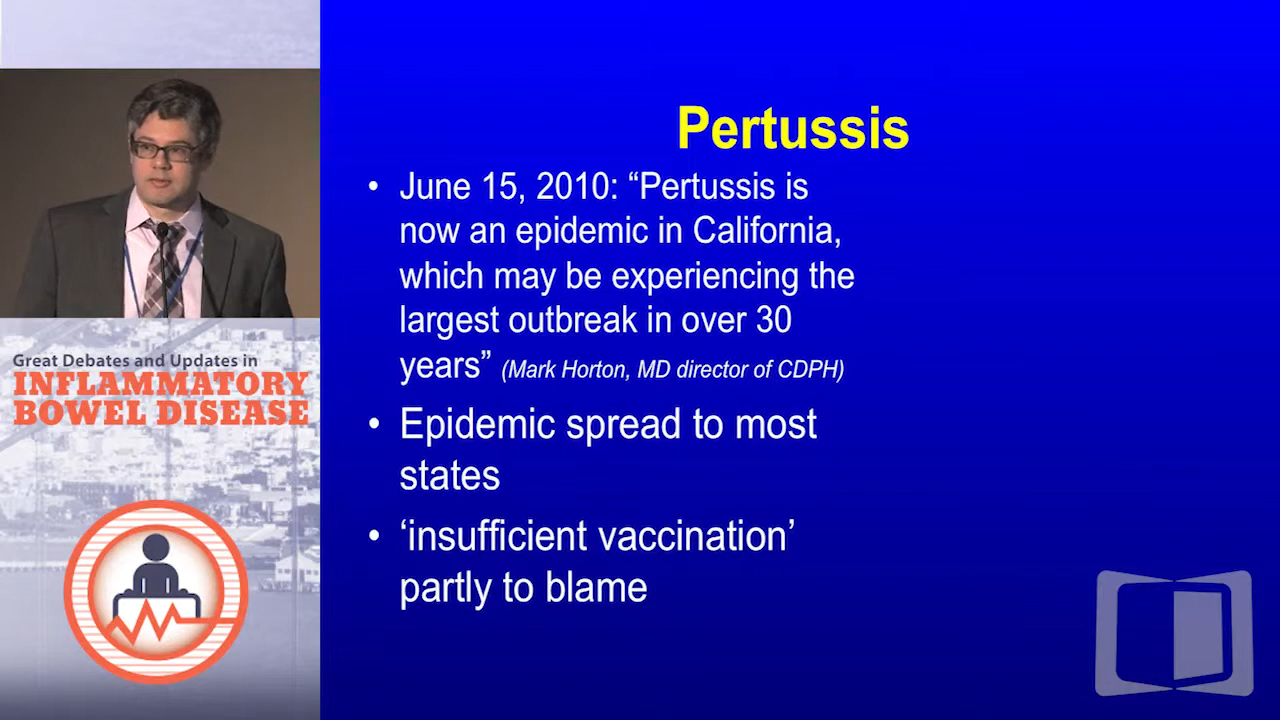 Great Debates and Updates in
INFLAMMATORY
BOWEL DISEASE
Pertussis
• June 15, 2010: “Pertussis is
now an epidemic in California,
which may be experiencing the
largest outbreak in over 30
years” (Mark Horton, MD director of CDPH)
• Epidemic spread to most
states
• ‘insufficient vaccination’
partly to blame